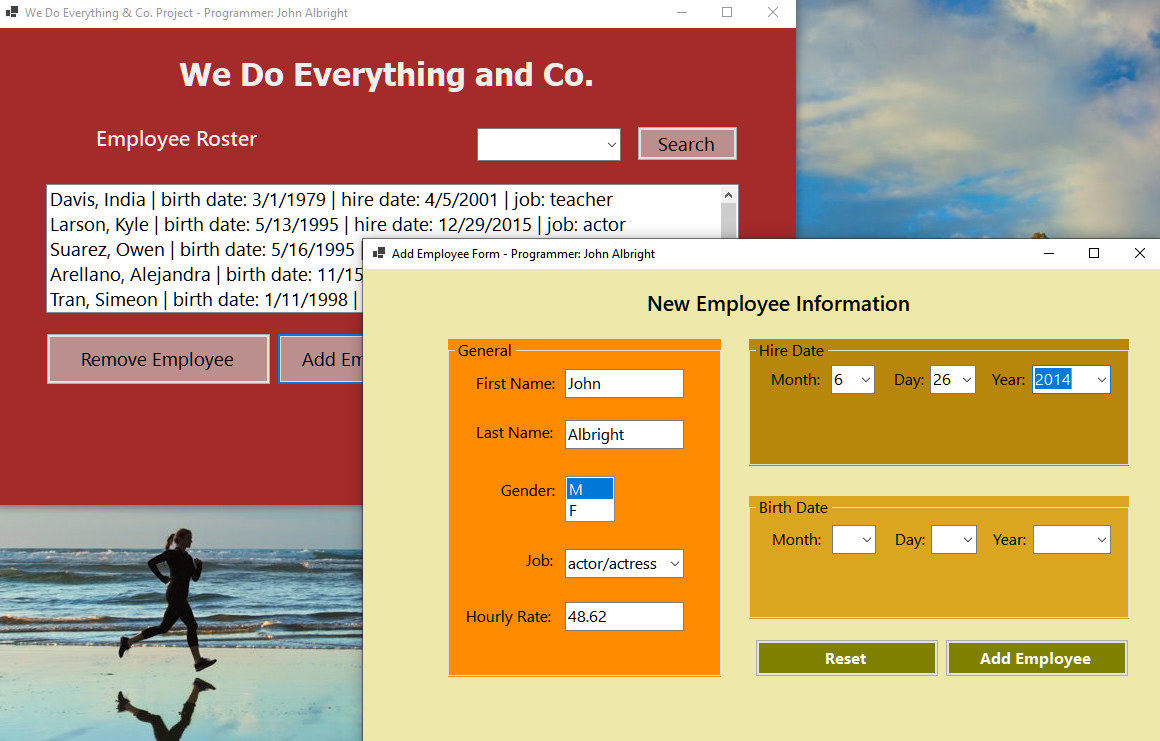 We Do Everything & Co. Project - Programmer: John Albright
We Do Everything and Co.
Employee Roster
Search
Davis, India | birth date: 3/1/1979 | hire date: 4/5/2001 | job: teacher
Larson, Kyle | birth date: 5/13/1995 | hire date: 12/29/2015 | job: actor
Suarez, Owen | birth date: 5/16/1995
Arellano, Alejandra | birth date: 11/15
Tran, Simeon | birth date: 1/11/1998 |
Remove Employee
Add Em
Add Employee Form - Programmer: John Albright
New Employee Information
General
First Name: John
Last Name: Albright
Gender: M
F
Job: actor/actress
Hourly Rate: 48.62
Hire Date
Month: 6 Day: 26 Year: 2014
Birth Date
Month: Day: Year:
Reset
Add Employee